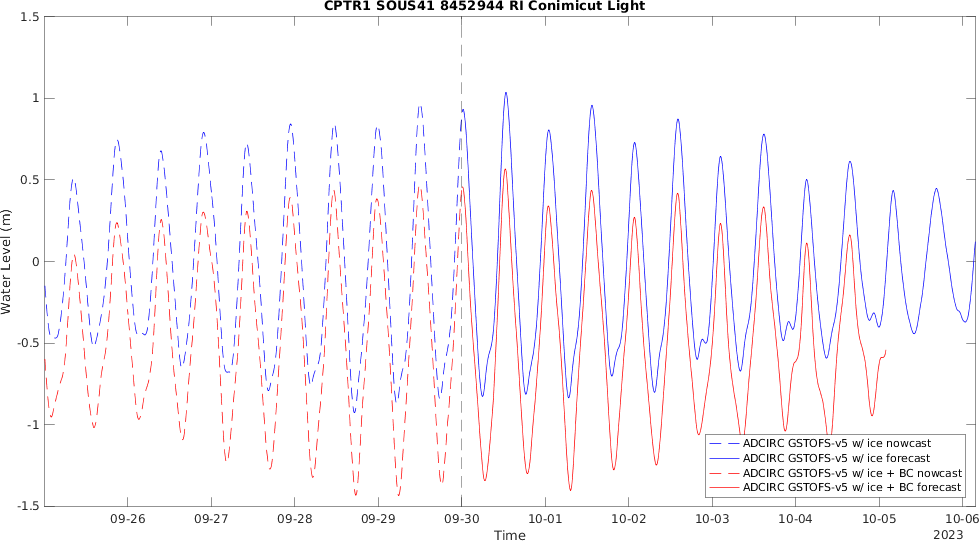 CPTR1 SOUS41 8452944 RI Conimicut Light
1.5
1
0.5
0
-0.5
-1
-1.5
Water Level (m)
ADCIRC GSTOFS-v5 w/ ice nowcast
ADCIRC GSTOFS-v5 w/ ice forecast
ADCIRC GSTOFS-v5 w/ ice + BC nowcast
ADCIRC GSTOFS-v5 w/ ice + BC forecast
09-26 09-27 09-28 09-29 09-30 10-01 10-02 10-03 10-04 10-05 10-06
Time
2023